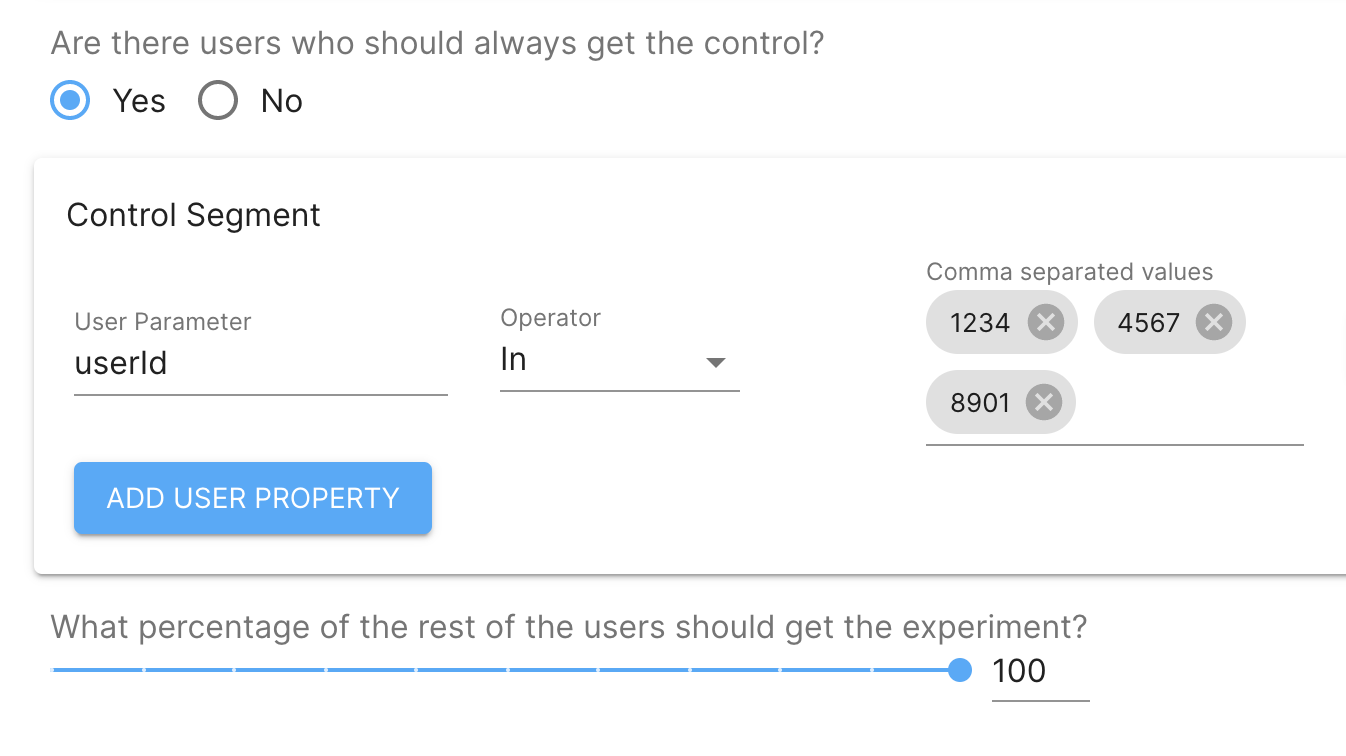 Are there users who should always get the control?
Yes No
Control Segment
Comma separated values
User Parameter
userId
Operator
In
1234 4567
8901
ADD USER PROPERTY
What percentage of the rest of the users should get the experiment?
100